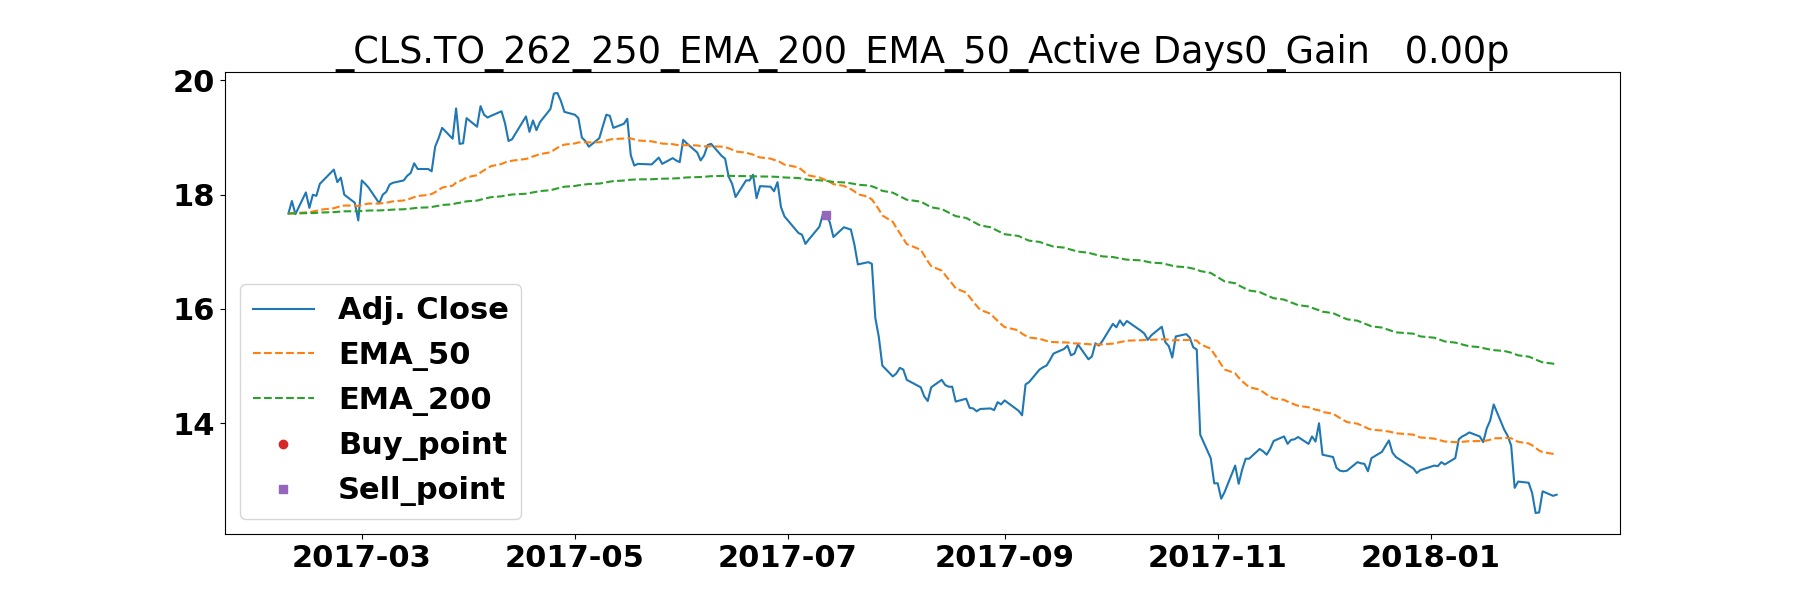 _CLS.TO_262_250_EMA_200_EMA_50_Active Days0_Gain   0.00p
20
18
16
14
Adj. Close
EMA_50
EMA_200
Buy_point
Sell_point
2017-03 2017-05 2017-07 2017-09 2017-11 2018-01